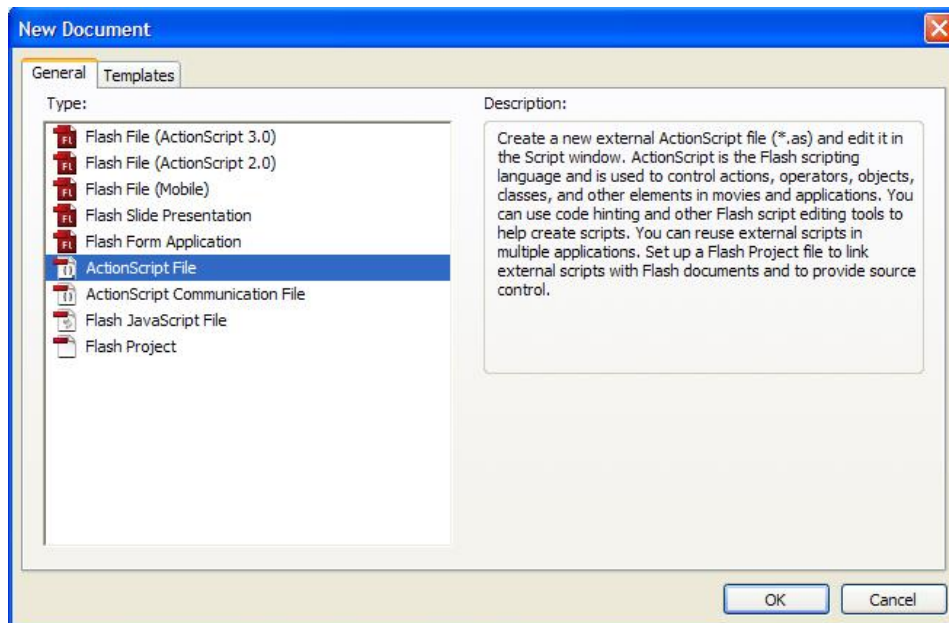 New Document
General
Templates
Type:
Flash File (ActionScript 3.0)
Flash File (ActionScript 2.0)
Flash File (Mobile)
Flash Slide Presentation
Flash Form Application
ActionScript File
ActionScript Communication File
Flash JavaScript File
Flash Project
Description:
Create a new external ActionScript file (*.as) and edit it in
the Script window. ActionScript is the Flash scripting
language and is used to control actions, operators, objects,
classes, and other elements in movies and applications. You
can use code hinting and other Flash script editing tools to
help create scripts. You can reuse external scripts in
multiple applications. Set up a Flash Project file to link
external scripts with Flash documents and to provide source
control.
OK
Cancel